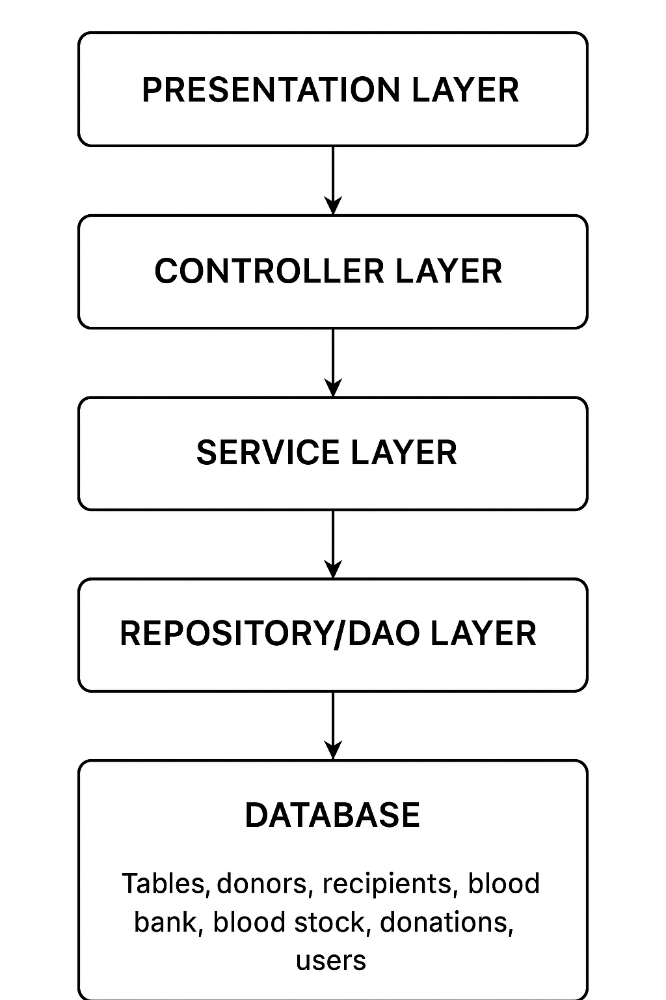 PRESENTATION LAYER
CONTROLLER LAYER
SERVICE LAYER
REPOSITORY/DAO LAYER
DATABASE
Tables, donors, recipients, blood
bank, blood stock, donations,
users